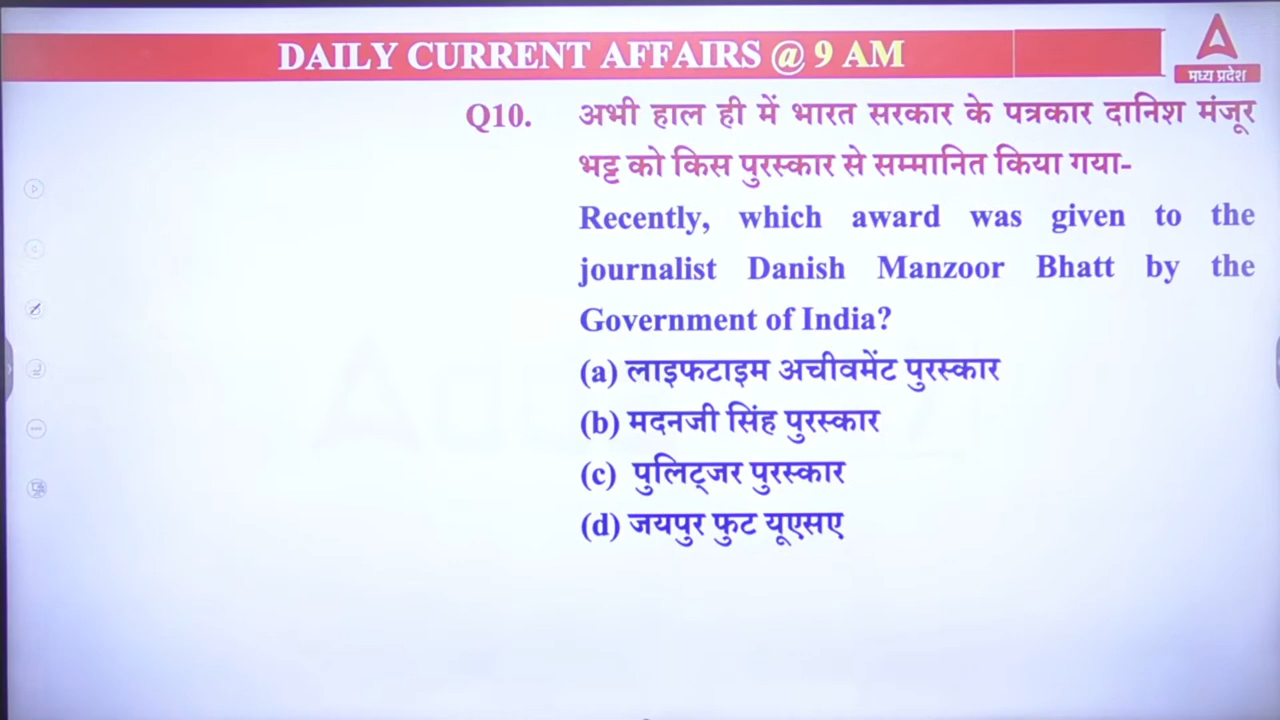 DAILY CURRENT AFFAIRS @ 9 AM
मध्य प्रदेश
Q10. अभी हाल ही में भारत सरकार के पत्रकार दानिश मंजूर
भट्ट को किस पुरस्कार से सम्मानित किया गया-
Recently, which award was given to the
journalist Danish Manzoor Bhatt by the
Government of India?
(a) लाइफटाइम अचीवमेंट पुरस्कार
(b) मदनजी सिंह पुरस्कार
(c) पुलिट्जर पुरस्कार
(d) जयपुर फुट यूएसए